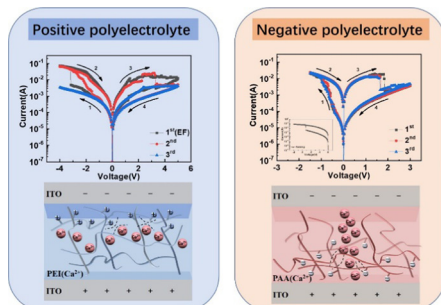 Positive polyelectrolyte
Current(A)
10⁻¹
10⁻²
10⁻³
10⁻⁴
10⁻⁵
10⁻⁶
10⁻⁷
-4
-2
0
2
4
6
Voltage(V)
1
2
3
4
1ˢᵗ(EF)
2ⁿᵈ
3ʳᵈ
ITO
PEI(Ca²⁺)
ITO
Negative polyelectrolyte
Current(A)
10⁰
10⁻¹
10⁻²
10⁻³
10⁻⁴
10⁻⁵
10⁻⁶
10⁻⁷
-3
-2
-1
0
1
2
3
Voltage(V)
1
2
3
4
1ˢᵗ
2ⁿᵈ
3ʳᵈ
ITO
PAA(Ca²⁺)
ITO